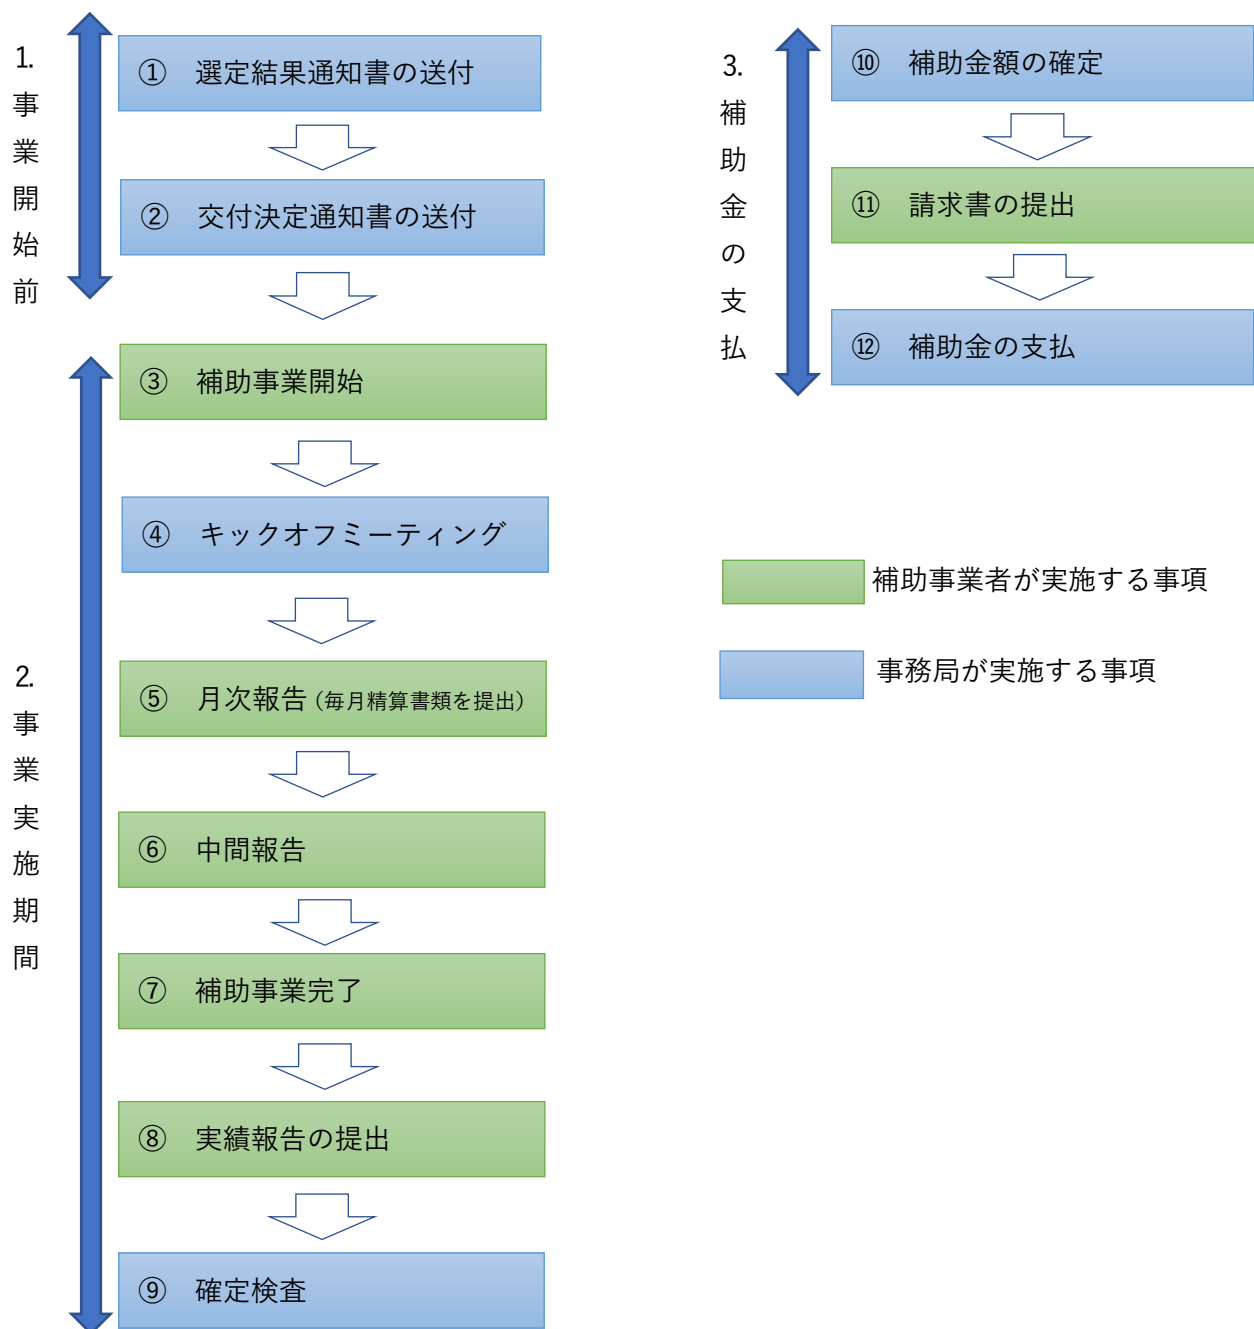 1.
事業開始前
① 選定結果通知書の送付
② 交付決定通知書の送付
2.
事業実施期間
③ 補助事業開始
④ キックオフミーティング
⑤ 月次報告（毎月精算書類を提出）
⑥ 中間報告
⑦ 補助事業完了
⑧ 実績報告の提出
⑨ 確定検査
3.
補助金の支払
⑩ 補助金額の確定
⑪ 請求書の提出
⑫ 補助金の支払
補助事業者が実施する事項
事務局が実施する事項